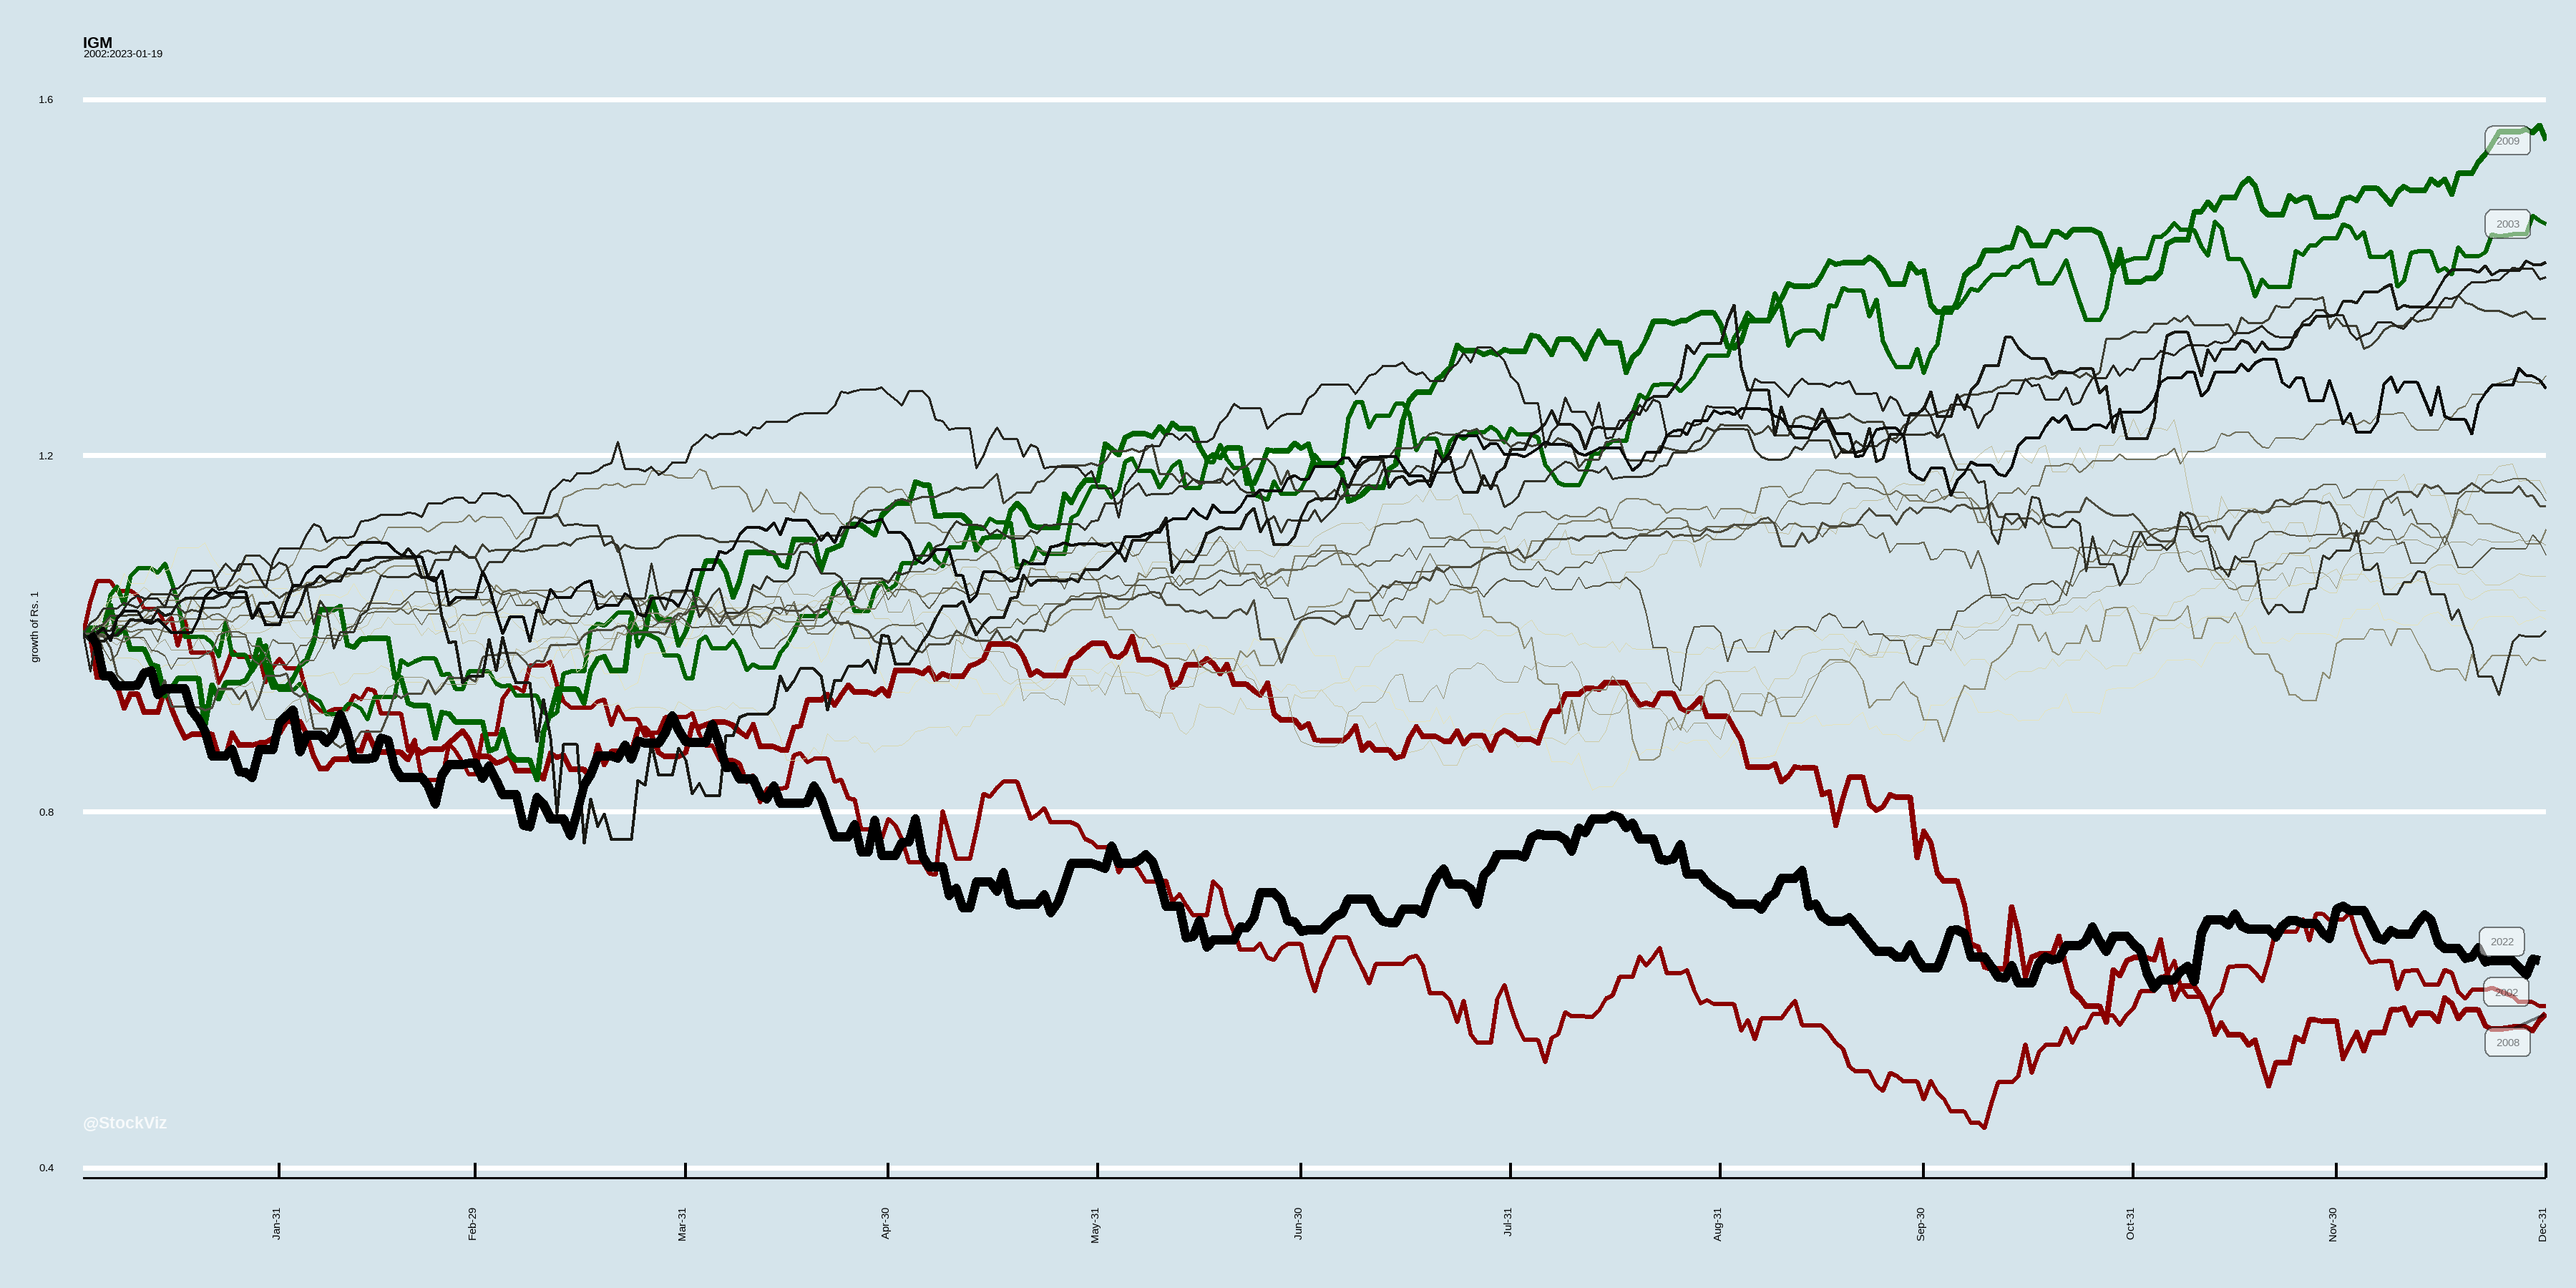 IGM
2002:2023-01-19
1.6
2009
2003
1.2
growth of Rs. 1
0.8
2022
2002
2008
@StockViz
0.4
Jan-31
Feb-29
Mar-31
Apr-30
May-31
Jun-30
Jul-31
Aug-31
Sep-30
Oct-31
Nov-30
Dec-31